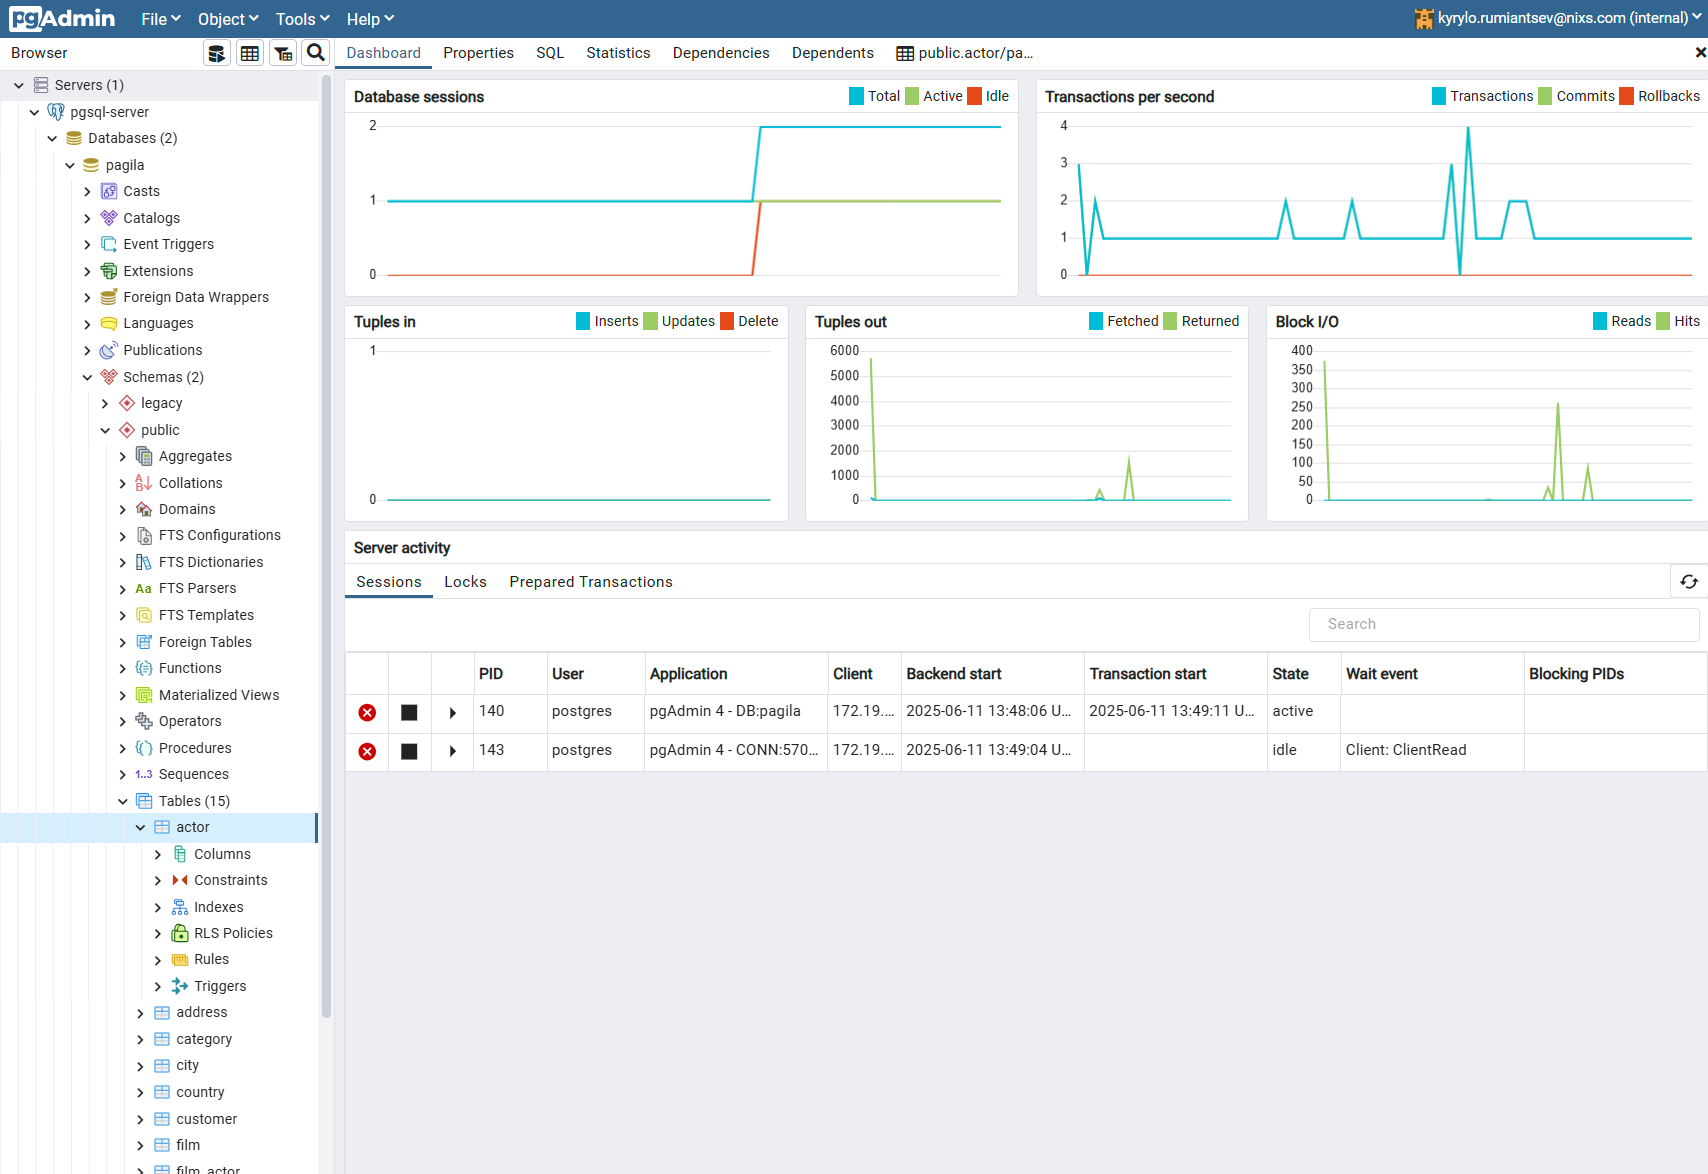 pgAdmin File Object Tools Help kyrylo.rumiantsev@nixs.com (internal)
Browser
Dashboard Properties SQL Statistics Dependencies Dependents public.actor/pa...
Servers (1)
pgsql-server
Databases (2)
pagila
Casts
Catalogs
Event Triggers
Extensions
Foreign Data Wrappers
Languages
Publications
Schemas (2)
legacy
public
Aggregates
Collations
Domains
FTS Configurations
FTS Dictionaries
Aa FTS Parsers
FTS Templates
Foreign Tables
Functions
Materialized Views
Operators
Procedures
1..3 Sequences
Tables (15)
actor
Columns
Constraints
Indexes
RLS Policies
Rules
Triggers
address
category
city
country
customer
film
film_actor
Database sessions Total Active Idle
2
1
0
Transactions per second Transactions Commits Rollbacks
4
3
2
1
0
Tuples in Inserts Updates Delete
1
0
Tuples out Fetched Returned
6000
5000
4000
3000
2000
1000
0
Block I/O Reads Hits
400
350
300
250
200
150
100
50
0
Server activity
Sessions Locks Prepared Transactions
Search
PID User Application Client Backend start Transaction start State Wait event Blocking PIDs
140 postgres pgAdmin 4 - DB:pagila 172.19.... 2025-06-11 13:48:06 U... 2025-06-11 13:49:11 U... active
143 postgres pgAdmin 4 - CONN:570... 172.19.... 2025-06-11 13:49:04 U... idle Client: ClientRead